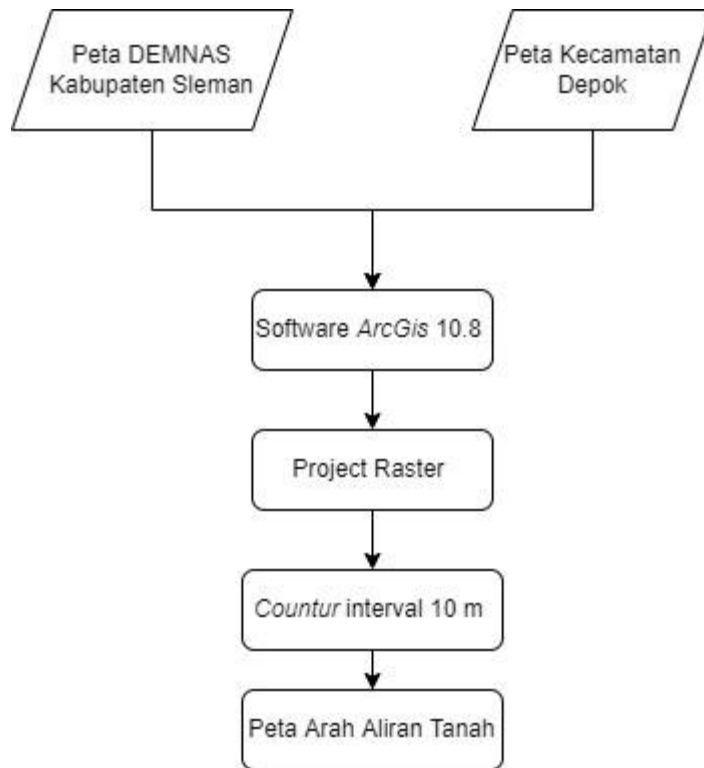 Peta DEMNAS
Kabupaten Sleman
Peta Kecamatan
Depok
Software ArcGis 10.8
Project Raster
Countur interval 10 m
Peta Arah Aliran Tanah